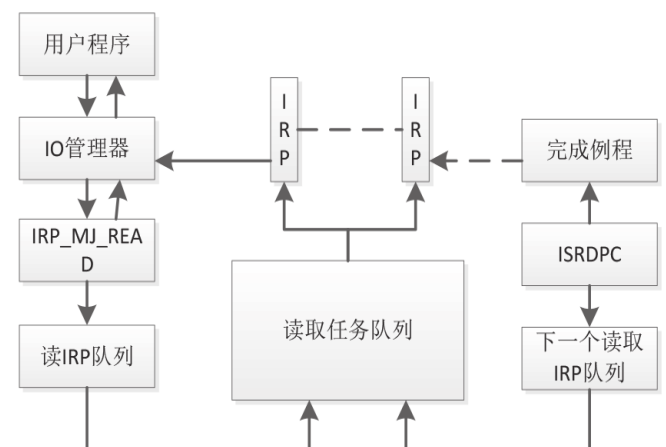 用户程序
IO管理器
IRP_MJ_REA
D
读IRP队列
I
R
P
I
R
P
读取任务队列
完成例程
ISRDPC
下一个读取
IRP队列